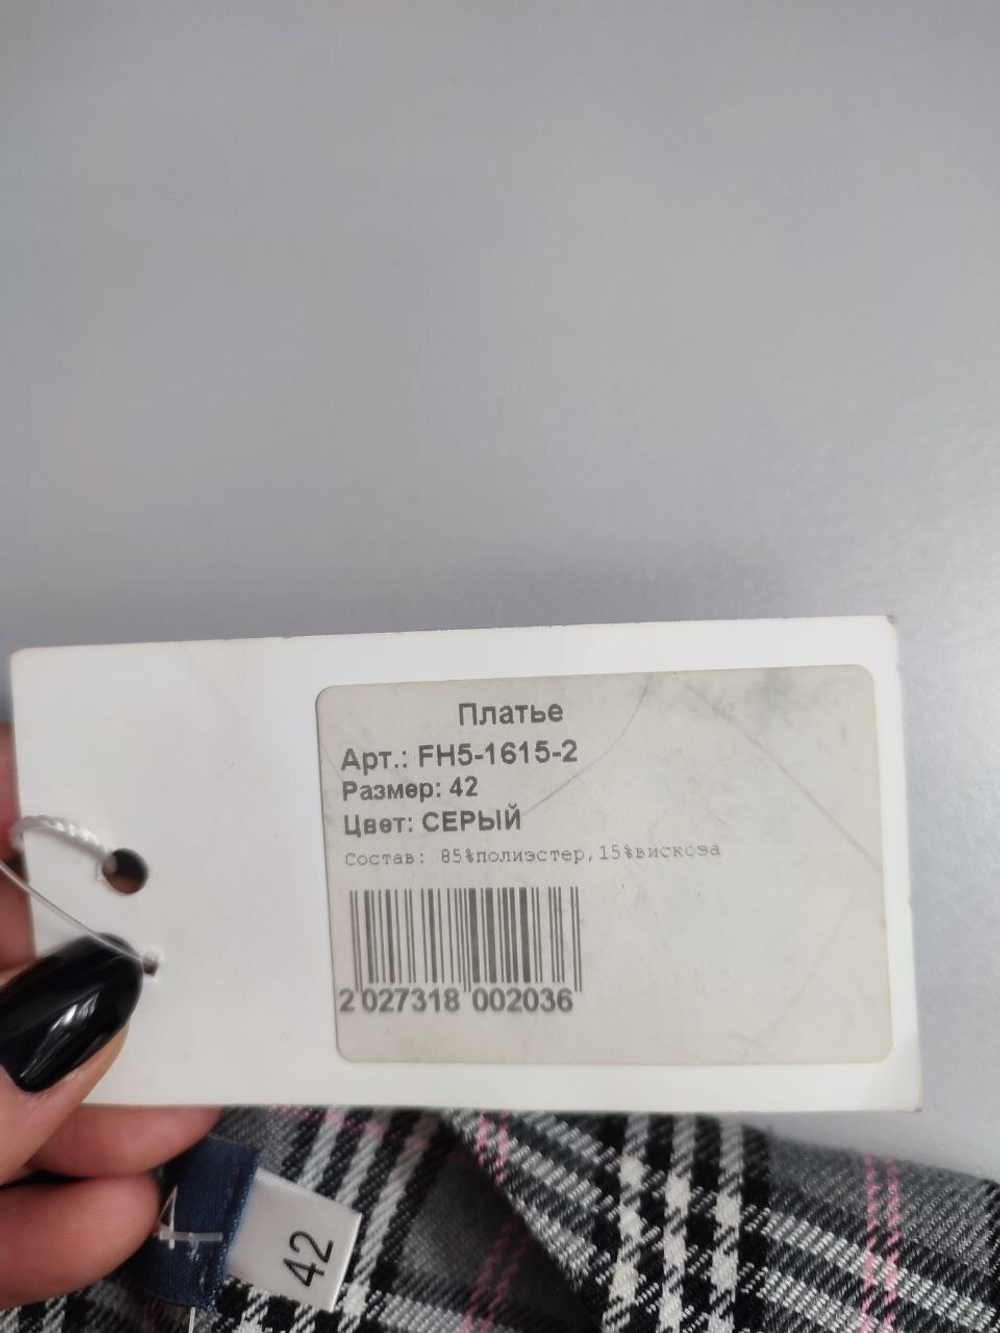 Платье
Арт.: FH5-1615-2
Размер: 42
Цвет: СЕРЫЙ
Состав: 85%полиэстер,15%вискоза
2 027318 002036
42